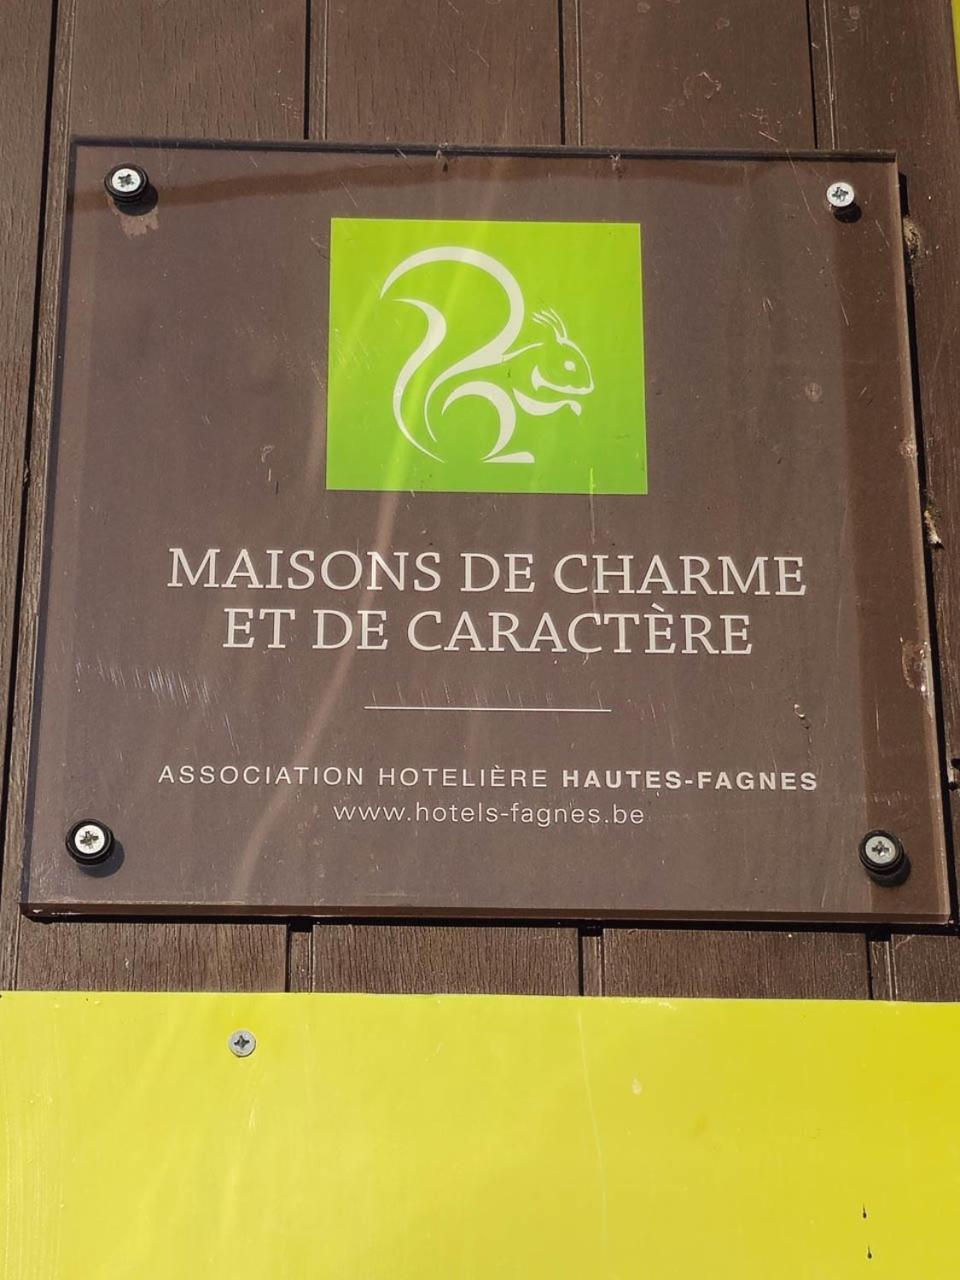 MAISONS DE CHARME
ET DE CARACTÈRE
ASSOCIATION HOTELIÈRE HAUTES-FAGNES
www.hotels-fagnes.be